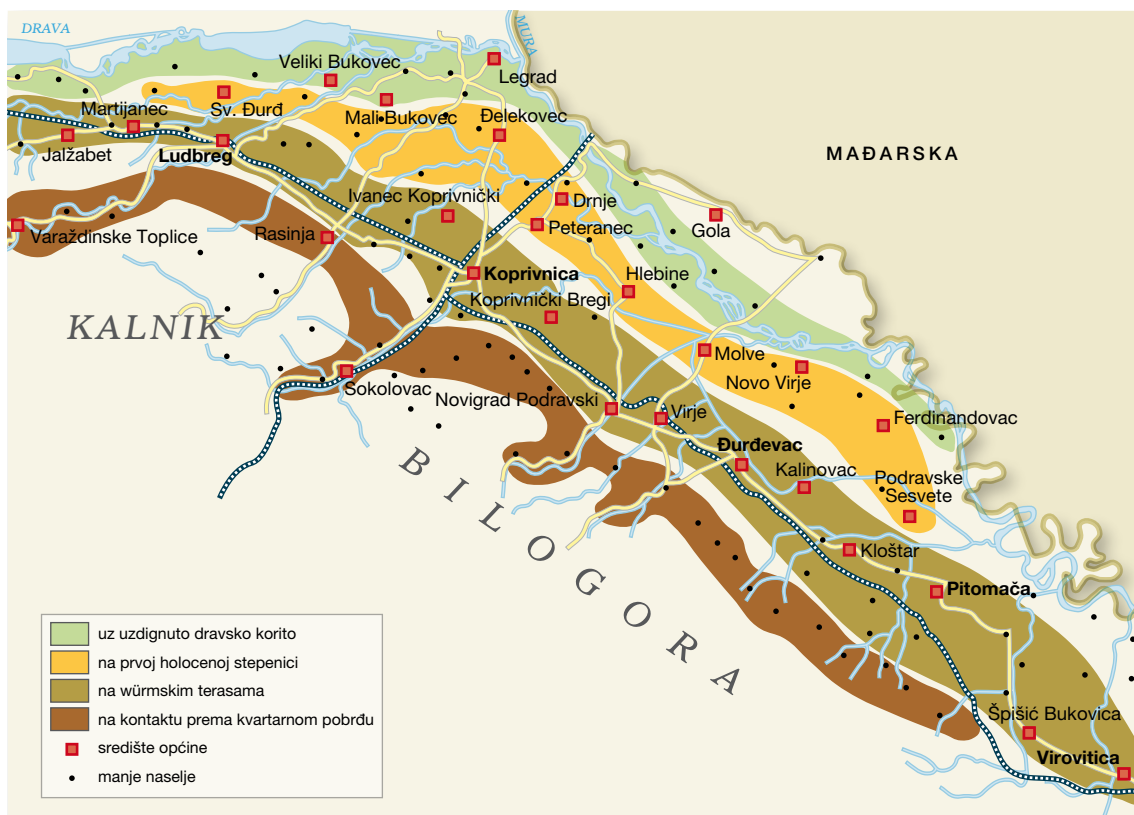 DRAVA
MURA
Veliki Bukovec
Legrad
Martijanec
Sv. Đurđ
Mali Bukovec
Đelekovec
Jalžabet
Ludbreg
MAĐARSKA
Ivanec Koprivnički
Drnje
Varaždinske Toplice
Rasinja
Peteranec
Gola
Koprivnica
Hlebine
Koprivnički Bregi
KALNIK
Molve
Sokolovac
Novo Virje
Novigrad Podravski
Virje
Ferdinandovac
Đurđevac
Kalinovac
Podravske
Sesvete
BILOGORA
Kloštar
Pitomača
Špišić Bukovica
Virovitica
uz uzdignuto dravsko korito
na prvoj holocenoj stepenici
na würmskim terasama
na kontaktu prema kvartarnom pobrđu
središte općine
manje naselje